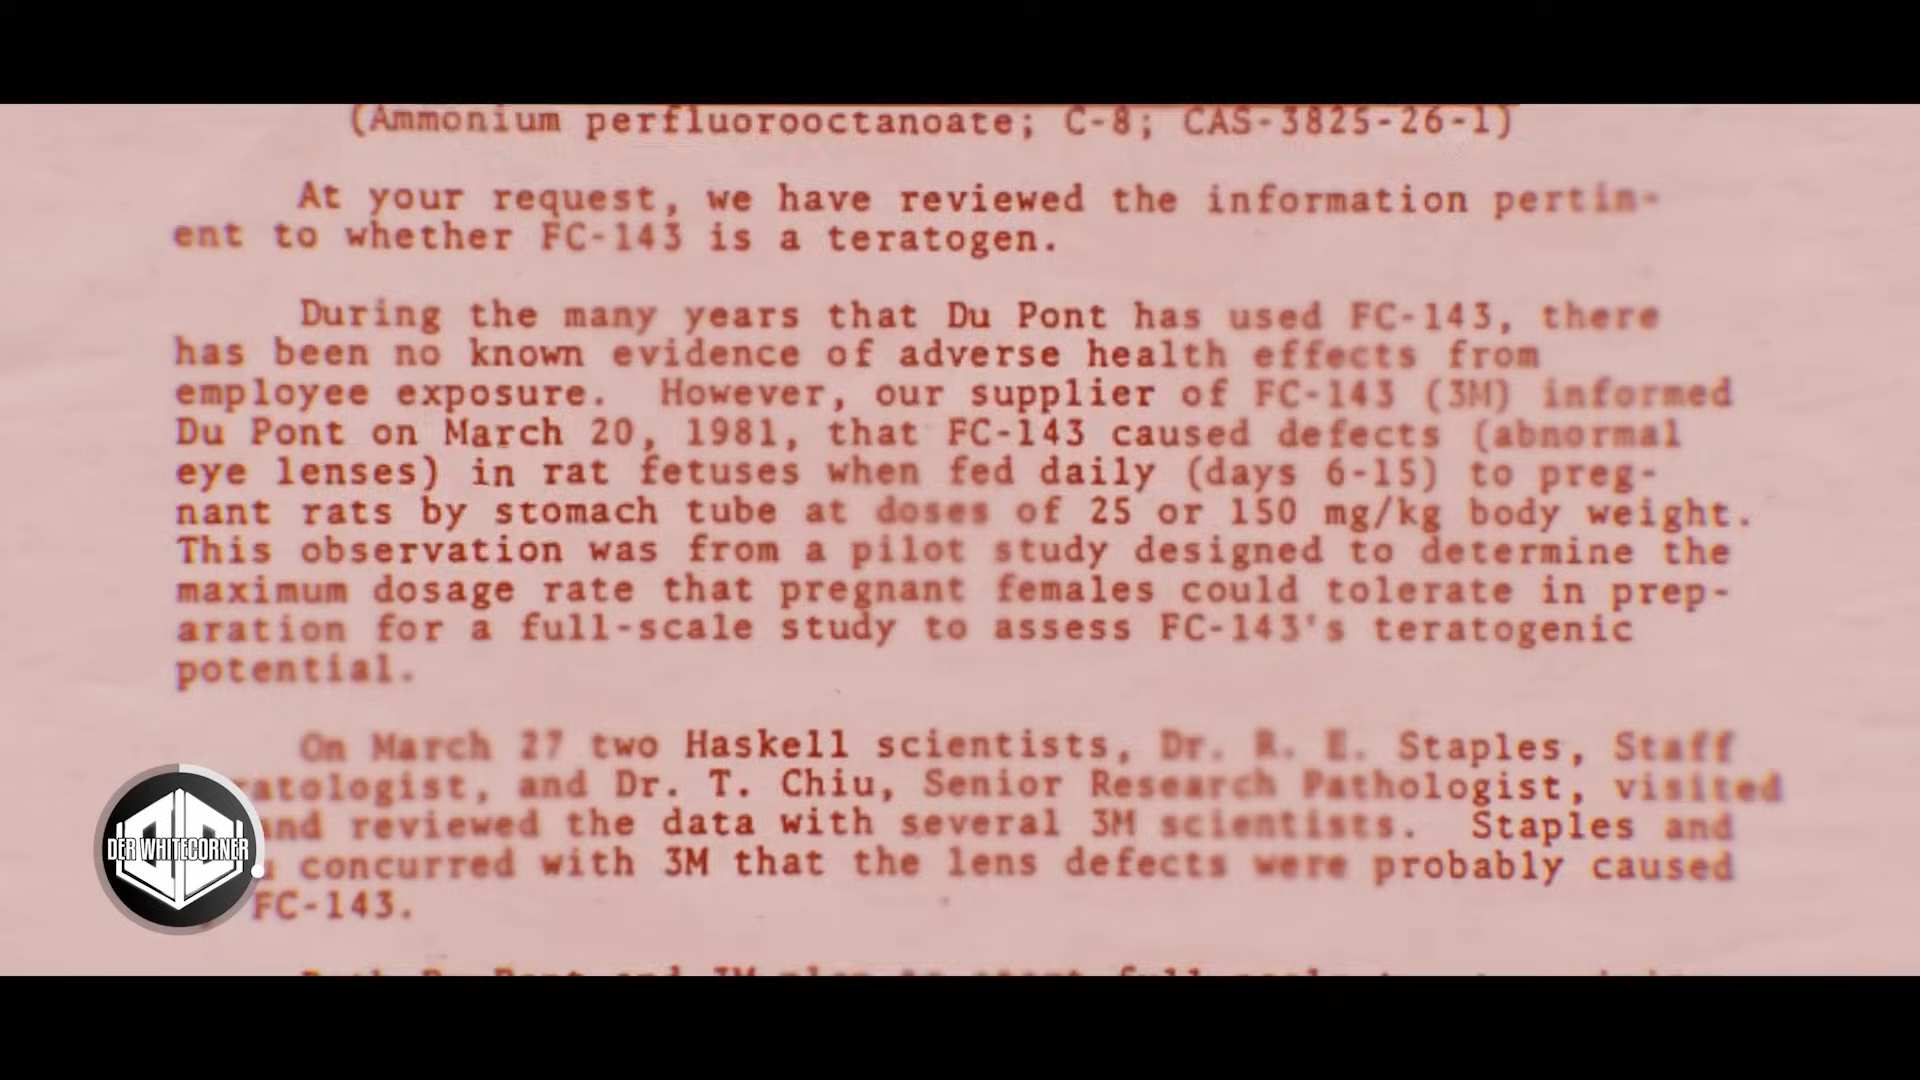 (Ammonium perfluorooctanoate; C-8; CAS-3825-26-1)
At your request, we have reviewed the information pertin-
ent to whether FC-143 is a teratogen.
During the many years that Du Pont has used FC-143, there
has been no known evidence of adverse health effects from
employee exposure. However, our supplier of FC-143 (3M) informed
Du Pont on March 20, 1981, that FC-143 caused defects (abnormal
eye lenses) in rat fetuses when fed daily (days 6-15) to preg-
nant rats by stomach tube at doses of 25 or 150 mg/kg body weight.
This observation was from a pilot study designed to determine the
maximum dosage rate that pregnant females could tolerate in prep-
aration for a full-scale study to assess FC-143's teratogenic
potential.
On March 27 two Haskell scientists, Dr. R. E. Staples, Staff
atologist, and Dr. T. Chiu, Senior Research Pathologist, visited
and reviewed the data with several 3M scientists. Staples and
concurred with 3M that the lens defects were probably caused
FC-143.
DER WHITECORNER